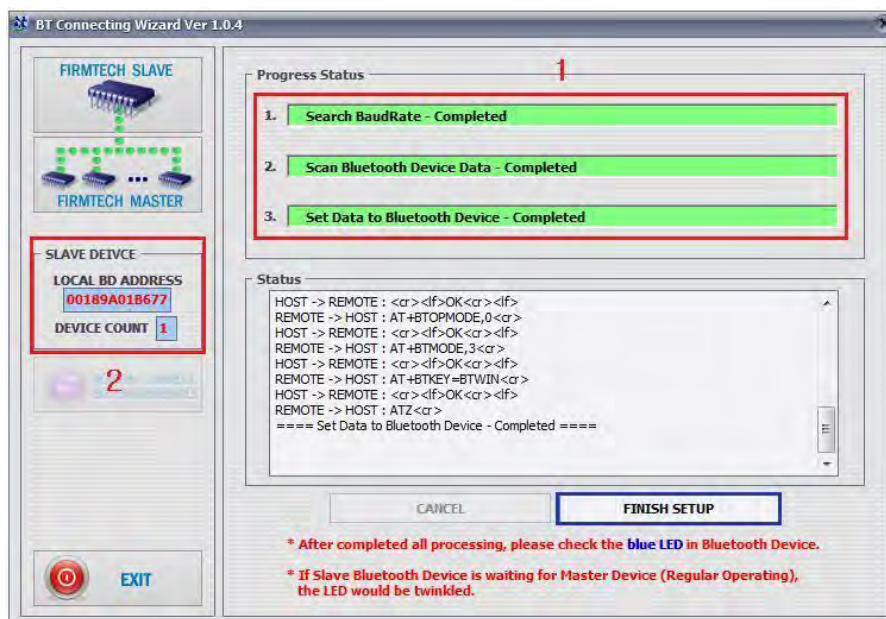 BT Connecting Wizard Ver 1.0.4
FIRMTECH SLAVE
FIRMTECH MASTER
SLAVE DEIVCE
LOCAL BD ADDRESS
00189A01B677
DEVICE COUNT 1
2
EXIT
Progress Status
1
1. Search BaudRate - Completed
2. Scan Bluetooth Device Data - Completed
3. Set Data to Bluetooth Device - Completed
Status
HOST -> REMOTE : <cr><lf>OK<cr><lf>
REMOTE -> HOST : AT+BTOPMODE,0<cr>
HOST -> REMOTE : <cr><lf>OK<cr><lf>
REMOTE -> HOST : AT+BTMODE,3<cr>
HOST -> REMOTE : <cr><lf>OK<cr><lf>
REMOTE -> HOST : AT+BTKEY=BTWIN<cr>
HOST -> REMOTE : <cr><lf>OK<cr><lf>
REMOTE -> HOST : ATZ<cr>
==== Set Data to Bluetooth Device - Completed ====
CANCEL
FINISH SETUP
* After completed all processing, please check the blue LED in Bluetooth Device.
* If Slave Bluetooth Device is waiting for Master Device (Regular Operating),
the LED would be twinkled.